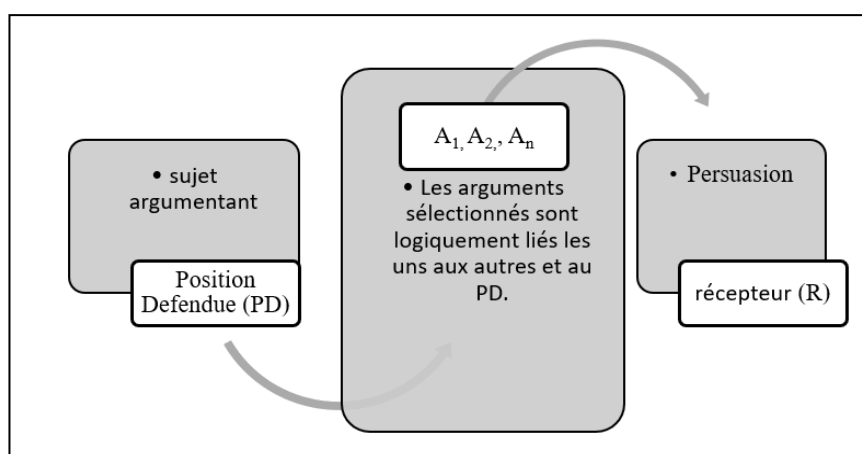 • sujet
argumentant
Position
Defendue (PD)
A₁, A₂,, Aₙ
• Les arguments
sélectionnés sont
logiquement liés les
uns aux autres et au
PD.
• Persuasion
récepteur (R)